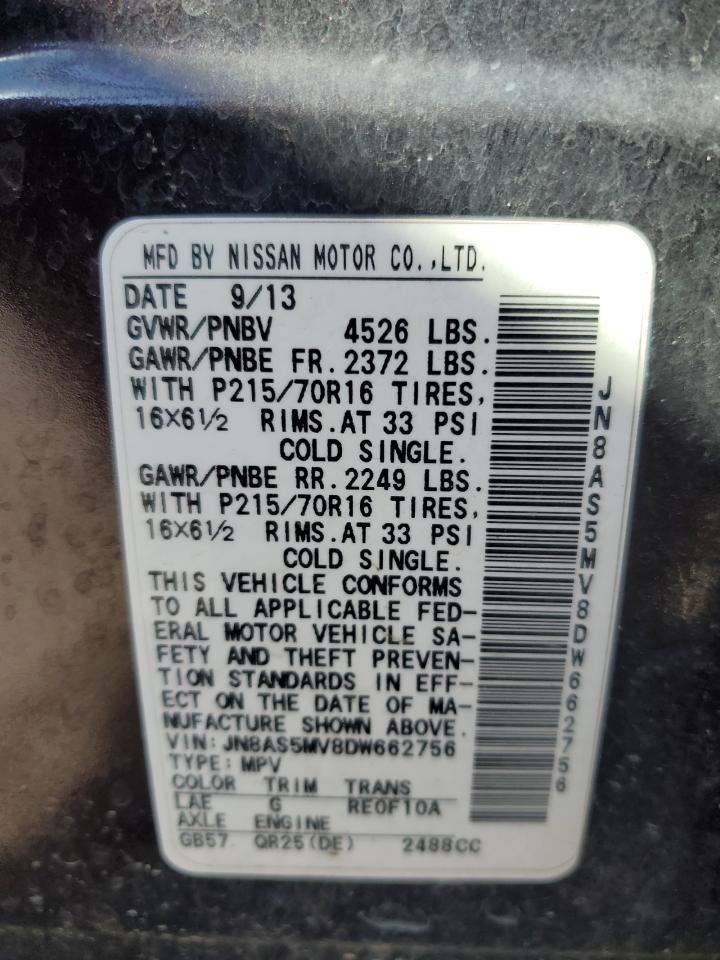 MFD BY NISSAN MOTOR CO.,LTD.
DATE 9/13
GVWR/PNBV 4526 LBS.
GAWR/PNBE FR.2372 LBS.
WITH P215/70R16 TIRES,
16X6½ RIMS.AT 33 PSI
COLD SINGLE.
GAWR/PNBE RR.2249 LBS.
WITH P215/70R16 TIRES,
16X6½ RIMS.AT 33 PSI
COLD SINGLE.
THIS VEHICLE CONFORMS
TO ALL APPLICABLE FED-
ERAL MOTOR VEHICLE SA-
FETY AND THEFT PREVEN-
TION STANDARDS IN EFF-
ECT ON THE DATE OF MA-
NUFACTURE SHOWN ABOVE.
VIN:JN8AS5MV8DW662756
TYPE:MPV
COLOR TRIM TRANS
LAE G RE0F10A
AXLE ENGINE
GB57 QR25(DE) 2488CC
JN8AS5MV8DW662756